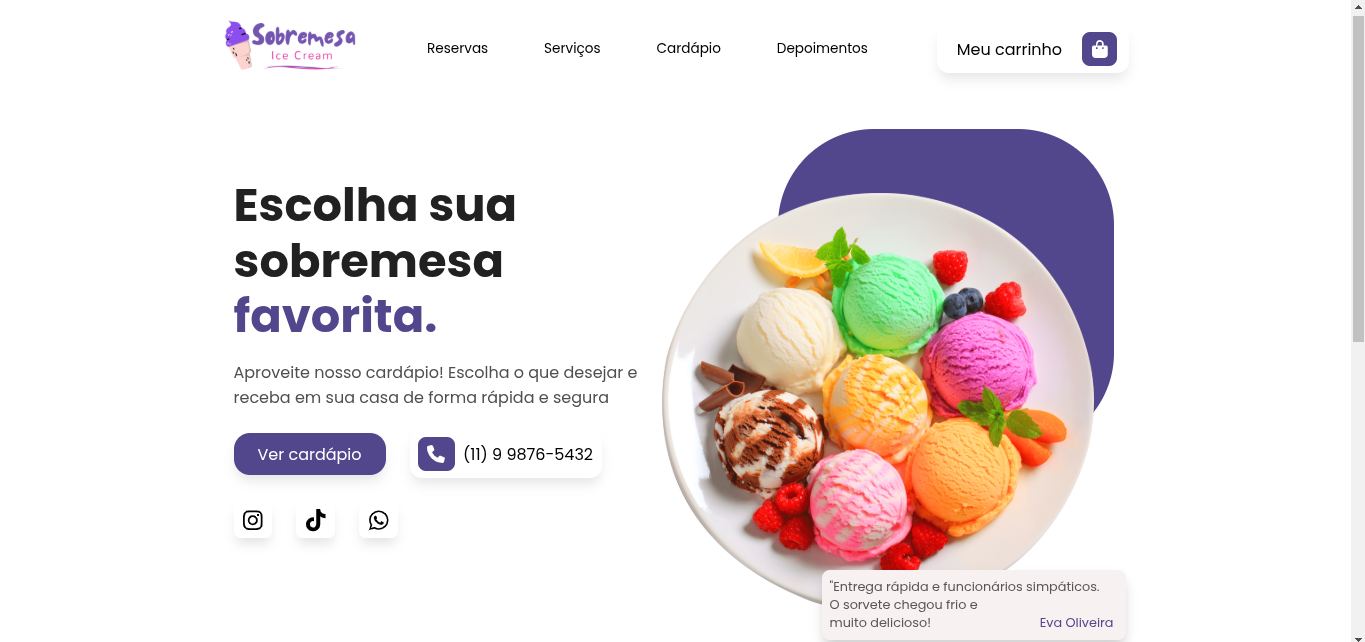 Sobremesa
Ice Cream
Reservas
Serviços
Cardápio
Depoimentos
Meu carrinho
Escolha sua
sobremesa
favorita.
Aproveite nosso cardápio! Escolha o que desejar e
receba em sua casa de forma rápida e segura
Ver cardápio
(11) 9 9876-5432
"Entrega rápida e funcionários simpáticos.
O sorvete chegou frio e
muito delicioso!
Eva Oliveira